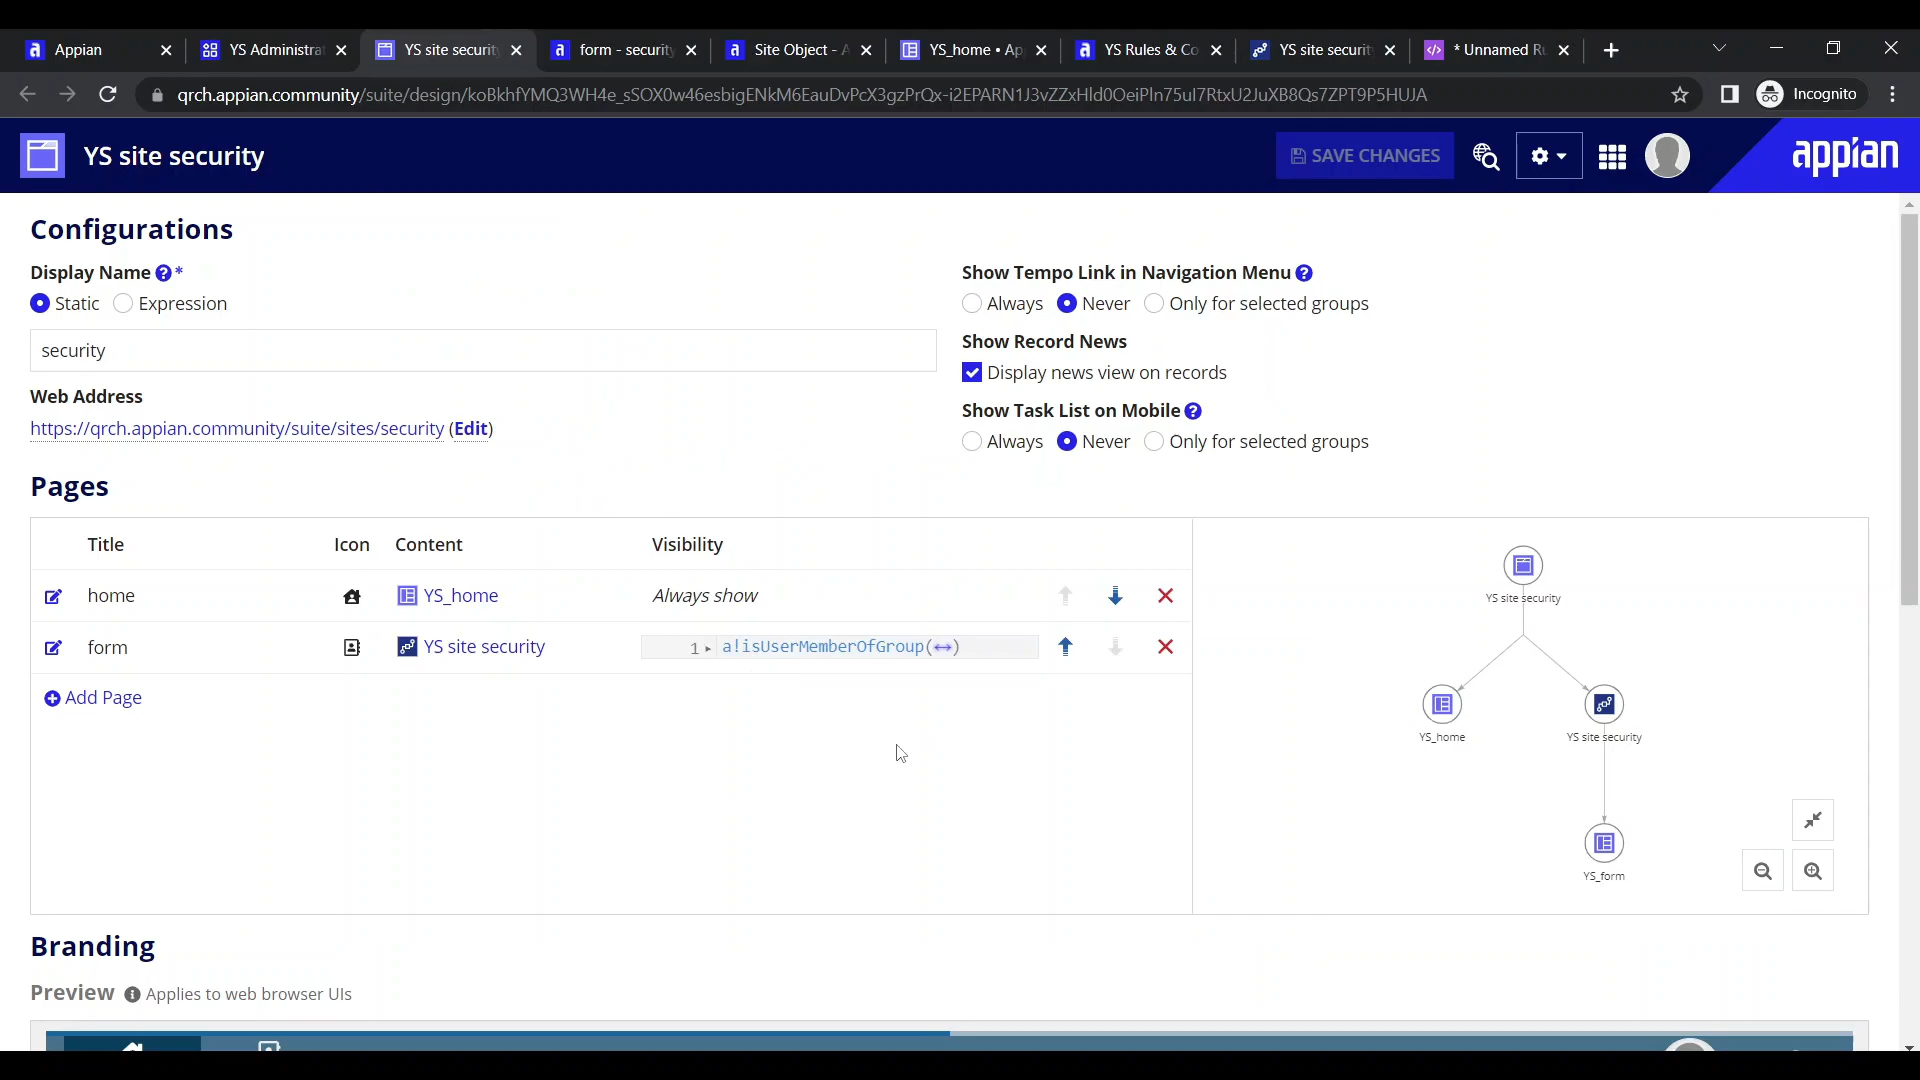 Appian
YS Administrat
YS site securit
form - security
Site Object - A
YS_home • Ap
YS Rules & Co
YS site securit
* Unnamed Ru
qrch.appian.community/suite/design/koBkhfYMQ3WH4e_sSOX0w46esbigENkM6EauDvPcX3gzPrQx-i2EPARN1J3vZZxHld0OeiPln75uI7RtxU2JuXB8Qs7ZPT9P5HUJA
Incognito
YS site security
SAVE CHANGES
appian
Configurations
Display Name ? *
Static
Expression
security
Web Address
https://qrch.appian.community/suite/sites/security (Edit)
Show Tempo Link in Navigation Menu ?
Always
Never
Only for selected groups
Show Record News
Display news view on records
Show Task List on Mobile ?
Always
Never
Only for selected groups
Pages
Title
Icon
Content
Visibility
home
YS_home
Always show
form
YS site security
1
a!isUserMemberOfGroup(↔)
Add Page
YS site security
YS_home
YS site security
YS_form
Branding
Preview
Applies to web browser UIs